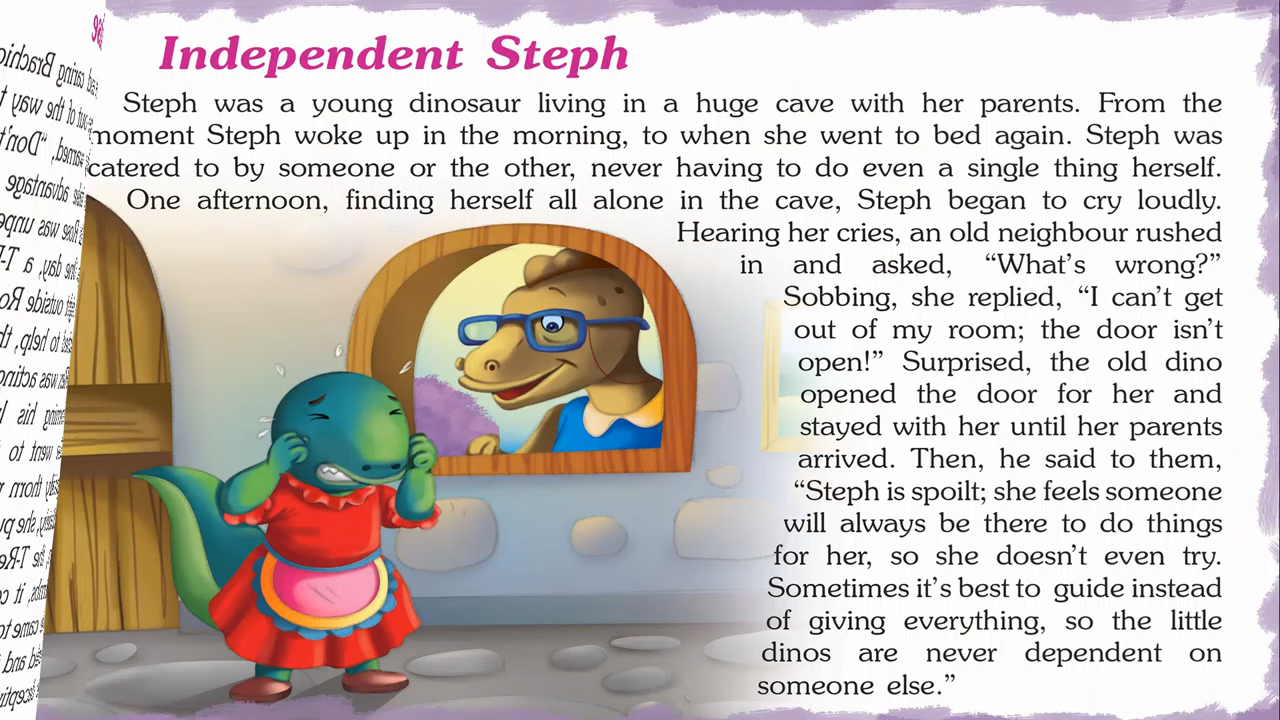 Independent Steph
Steph was a young dinosaur living in a huge cave with her parents. From the
moment Steph woke up in the morning, to when she went to bed again. Steph was
catered to by someone or the other, never having to do even a single thing herself.
One afternoon, finding herself all alone in the cave, Steph began to cry loudly.
Hearing her cries, an old neighbour rushed
in and asked, “What’s wrong?”
Sobbing, she replied, “I can’t get
out of my room; the door isn’t
open!” Surprised, the old dino
opened the door for her and
stayed with her until her parents
arrived. Then, he said to them,
“Steph is spoilt; she feels someone
will always be there to do things
for her, so she doesn’t even try.
Sometimes it’s best to guide instead
of giving everything, so the little
dinos are never dependent on
someone else.”